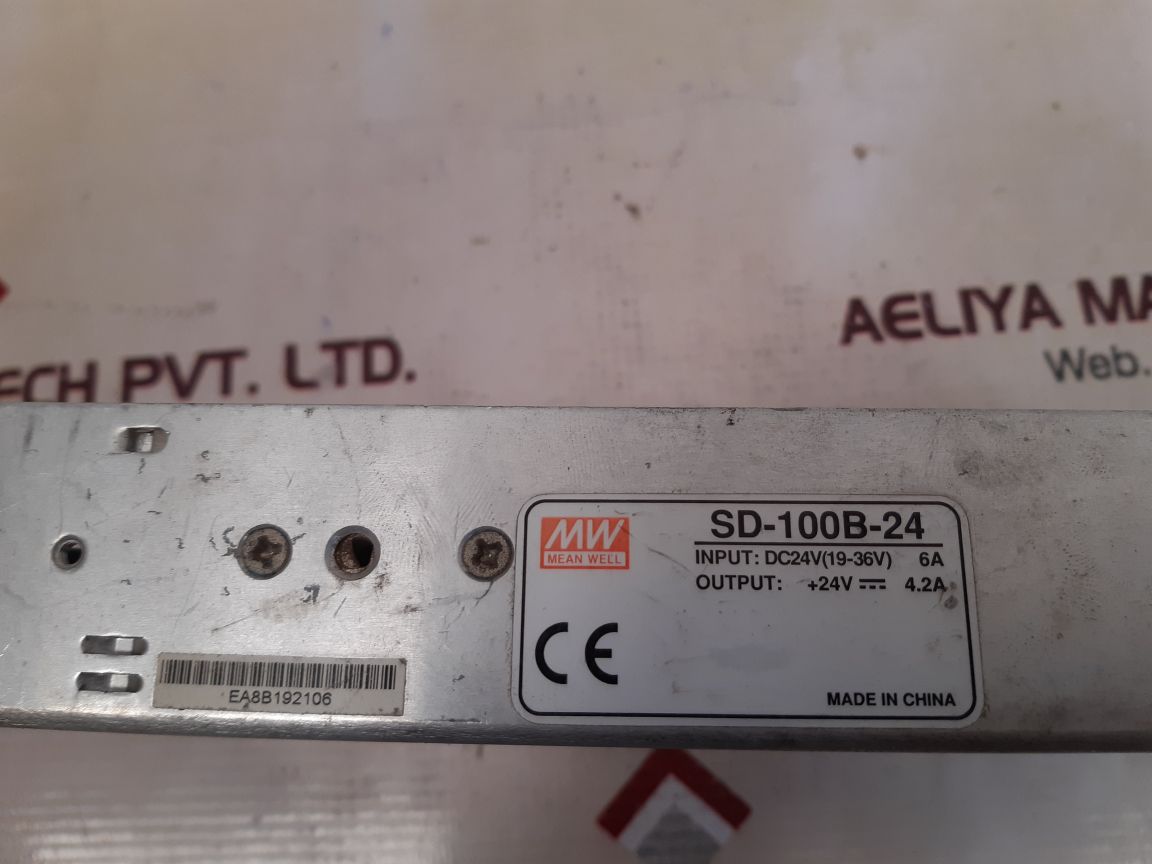 ECH PVT. LTD.
AELIYA MA
Web.
MW
MEAN WELL
SD-100B-24
INPUT: DC24V(19-36V) 6A
OUTPUT: +24V ⎓ 4.2A
CE
MADE IN CHINA
EA8B192106